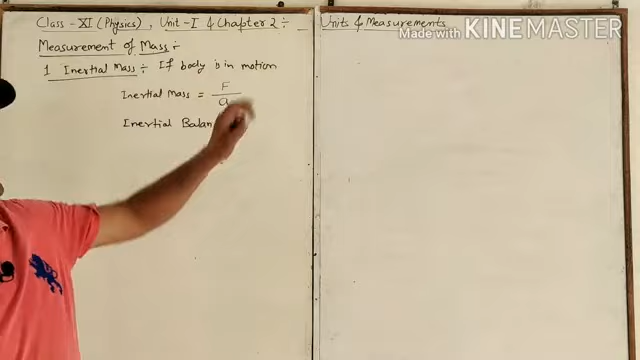 Class - XI (Physics), Unit - I & Chapter 2 ÷ Units & Measurements
Made with KINEMASTER
Measurement of Mass ÷
1 Inertial Mass ÷ If body is in motion
Inertial Mass = F/a
Inertial Balan